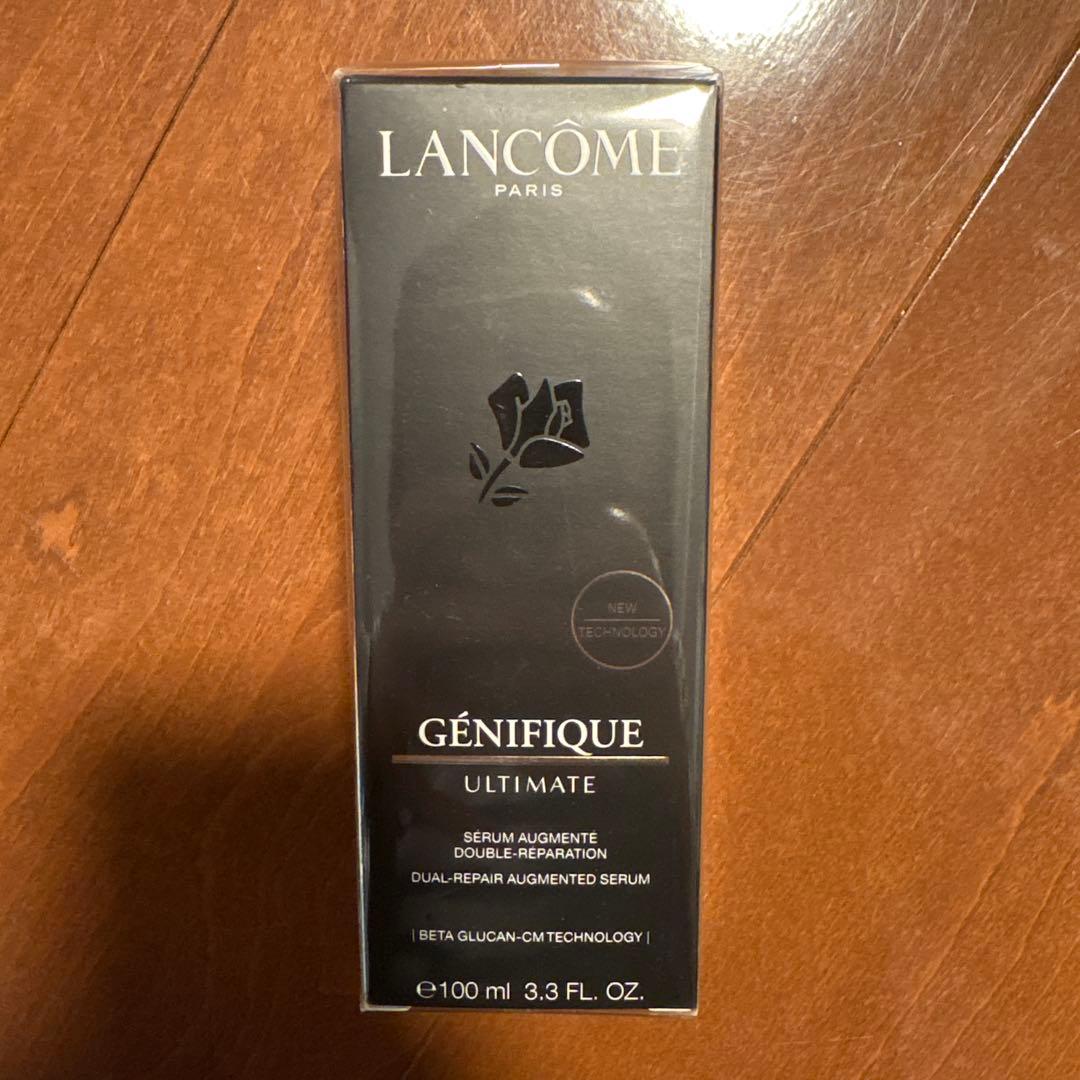 LANCÔME
PARIS
NEW
TECHNOLOGY
GÉNIFIQUE
ULTIMATE
SÉRUM AUGMENTÉ
DOUBLE-RÉPARATION
DUAL-REPAIR AUGMENTED SERUM
| BETA GLUCAN-CM TECHNOLOGY |
℮100 ml 3.3 FL. OZ.